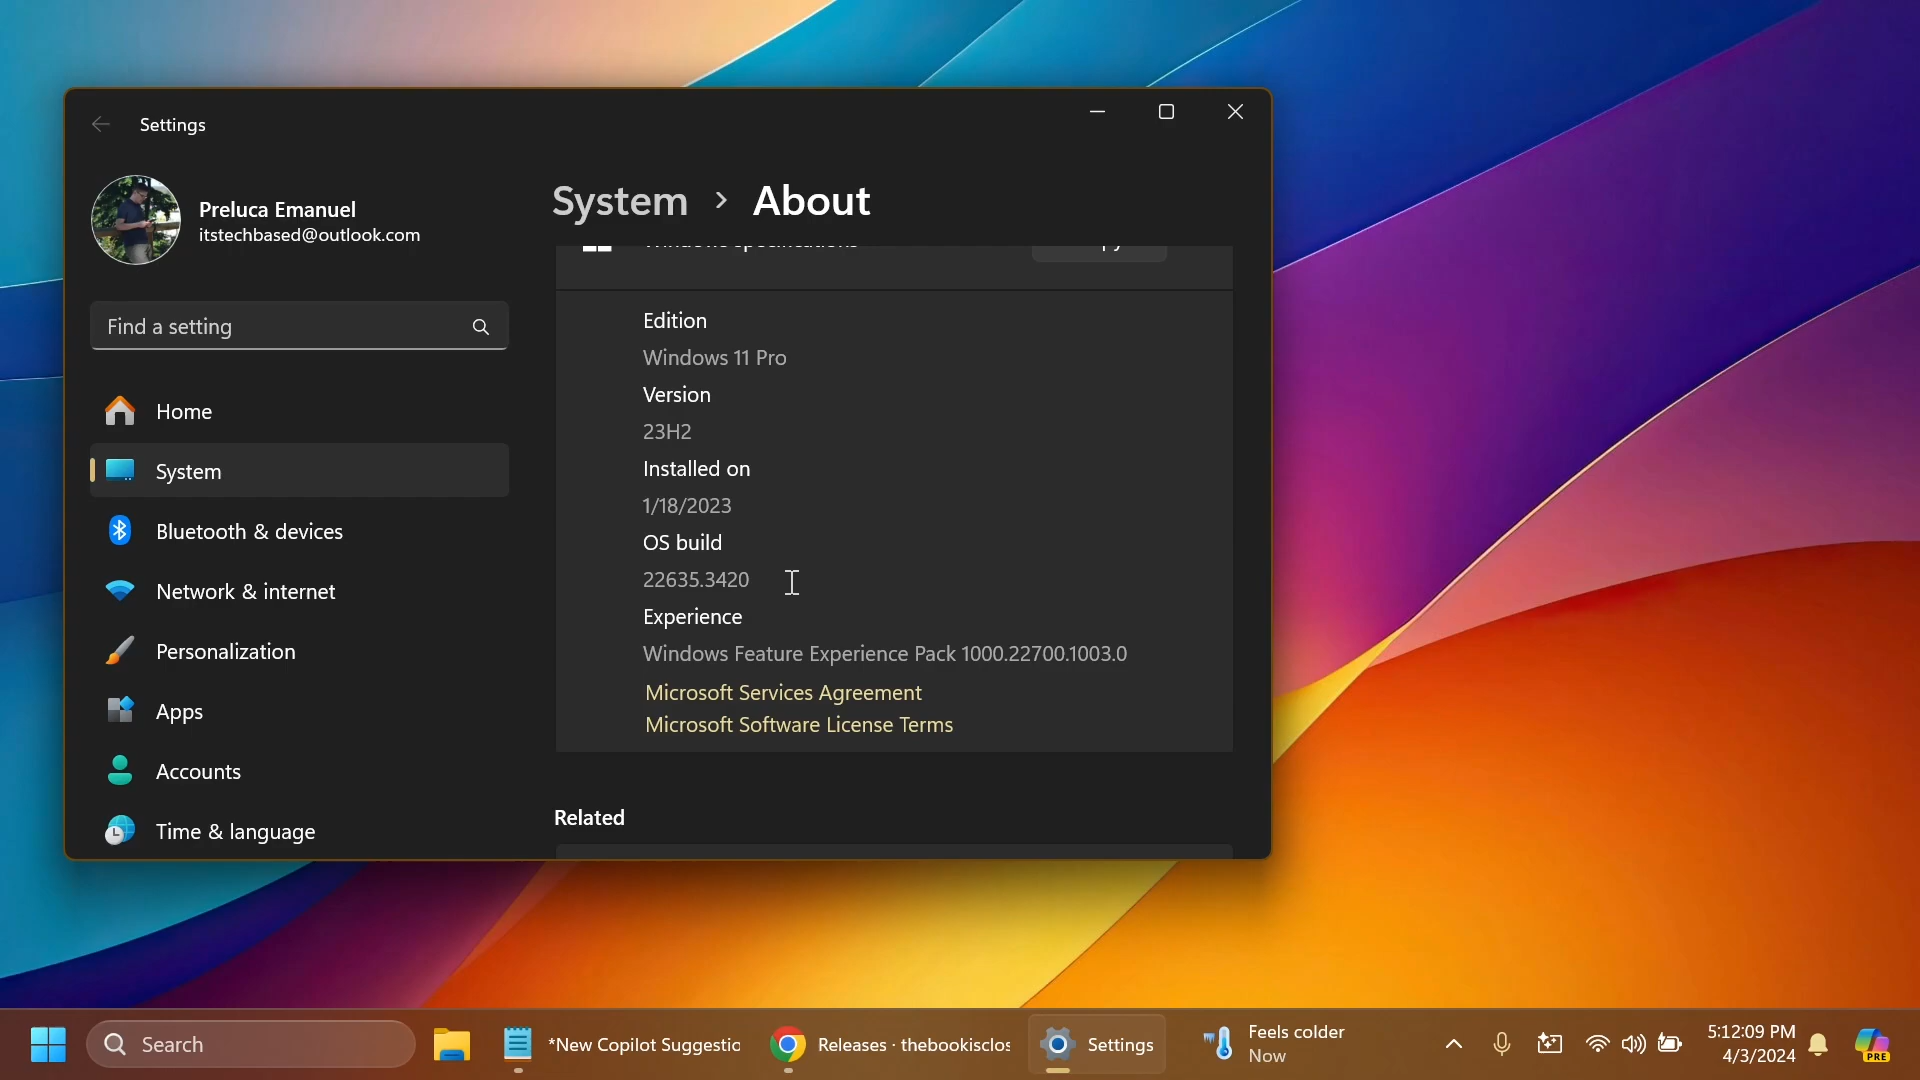 Settings
Preluca Emanuel
itstechbased@outlook.com
Find a setting
Home
System
Bluetooth & devices
Network & internet
Personalization
Apps
Accounts
Time & language
System > About
Windows specifications
Edition
Windows 11 Pro
Version
23H2
Installed on
1/18/2023
OS build
22635.3420
Experience
Windows Feature Experience Pack 1000.22700.1003.0
Microsoft Services Agreement
Microsoft Software License Terms
Related
Search
*New Copilot Suggestio
Releases · thebookisclos
Settings
Feels colder
Now
5:12:09 PM
4/3/2024
PRE